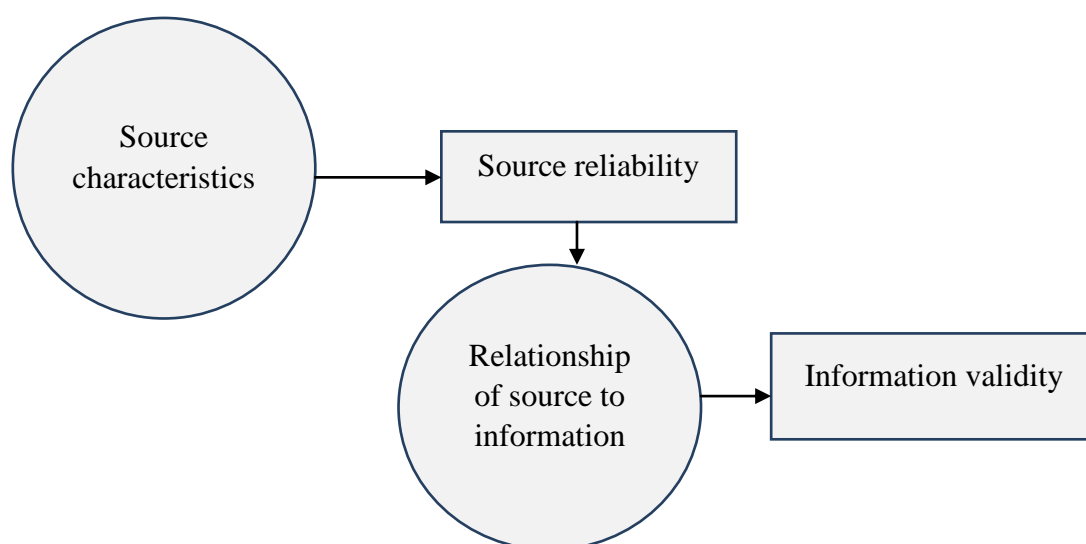 Source
characteristics
Source reliability
Relationship
of source to
information
Information validity